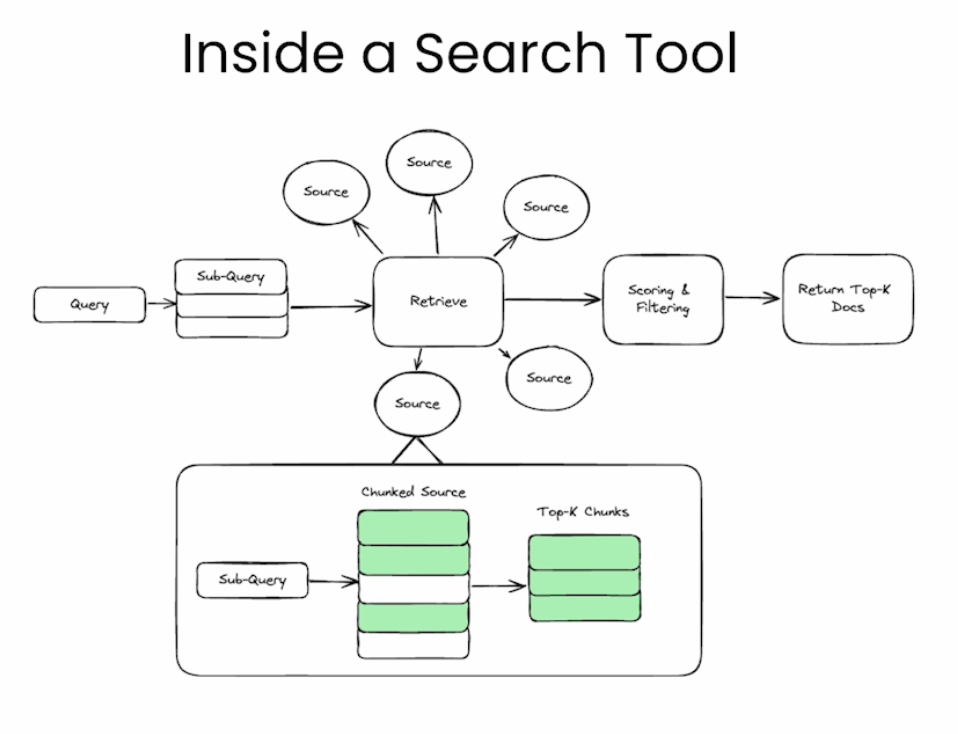 Inside a Search Tool
Source
Source
Source
Query
Sub-Query
Retrieve
Scoring &
Filtering
Return Top-K
Docs
Source
Source
Chunked Source
Top-K Chunks
Sub-Query